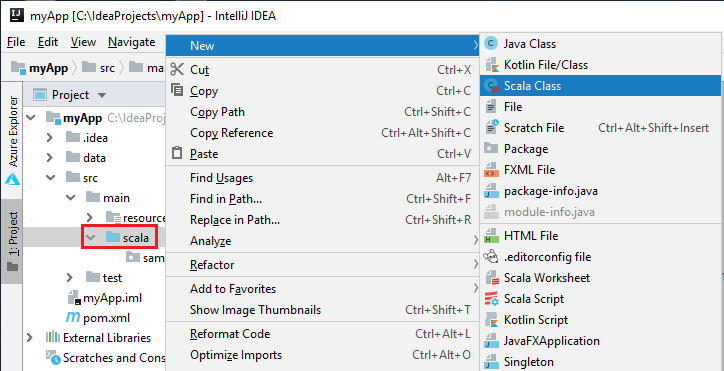 IJ
myApp [C:\IdeaProjects\myApp] - IntelliJ IDEA
File Edit View Navigate
myApp src ma
Project
Azure Explorer
1: Project
myApp C:\IdeaPro
.idea
data
src
main
resource
scala
sam
test
myApp.iml
pom.xml
External Libraries
Scratches and Cons
New
Cut Ctrl+X
Copy Ctrl+C
Copy Path Ctrl+Shift+C
Copy Reference Ctrl+Alt+Shift+C
Paste Ctrl+V
Find Usages Alt+F7
Find in Path... Ctrl+Shift+F
Replace in Path... Ctrl+Shift+R
Analyze
Refactor
Add to Favorites
Show Image Thumbnails Ctrl+Shift+T
Reformat Code Ctrl+Alt+L
Optimize Imports Ctrl+Alt+O
Java Class
Kotlin File/Class
Scala Class
File
Scratch File Ctrl+Alt+Shift+Insert
Package
FXML File
package-info.java
module-info.java
HTML File
.editorconfig file
Scala Worksheet
Scala Script
Kotlin Script
JavaFXApplication
Singleton